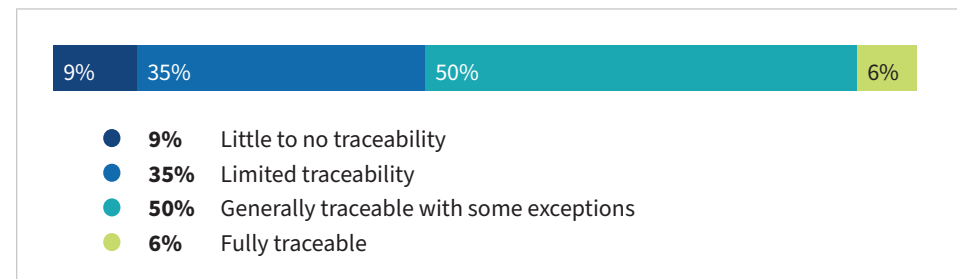 9% 35% 50% 6%
9% Little to no traceability
35% Limited traceability
50% Generally traceable with some exceptions
6% Fully traceable